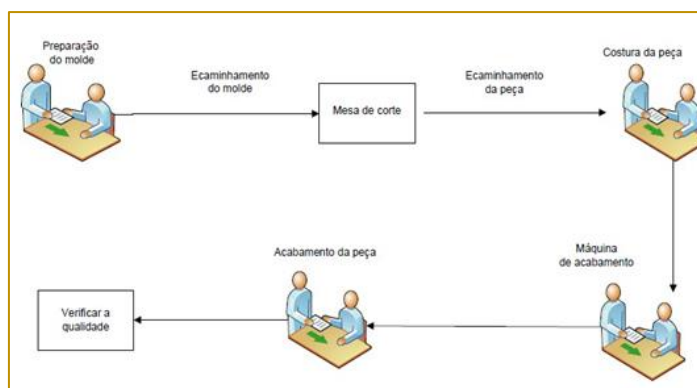 Preparação
do molde
Ecaminhamento
do molde
Mesa de corte
Ecaminhamento
da peça
Costura da peça
Máquina
de acabamento
Acabamento da peça
Verificar a
qualidade